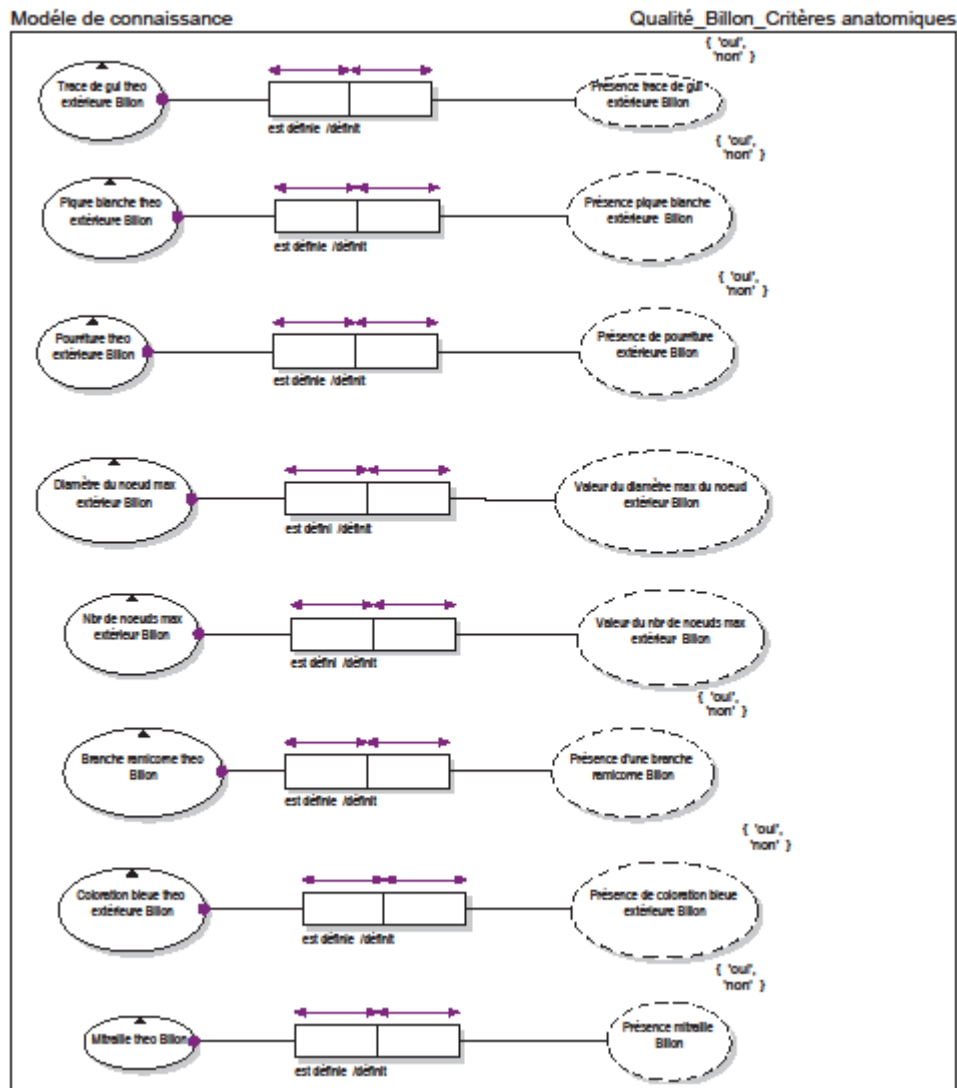 Modéle de connaissance
Qualité_Billon_Critères anatomiques
{ 'oui',
'non' }
Trace de gui theo
extérieure Billon
Présence trace de gui
extérieure Billon
est définie /définit
{ 'oui',
'non' }
Piqure blanche theo
extérieure Billon
Présence piqure blanche
extérieure Billon
est définie /définit
{ 'oui',
'non' }
Pourriture theo
extérieure Billon
Présence de pourriture
extérieure Billon
est définie /définit
Diamètre du noeud max
extérieur Billon
Valeur du diamètre max du noeud
extérieur Billon
est défini /définit
Nbr de noeuds max
extérieur Billon
Valeur du nbr de noeuds max
extérieur Billon
est défini /définit
{ 'oui',
'non' }
Branche ramicorne theo
Billon
Présence d'une branche
ramicorne Billon
est définie /définit
{ 'oui',
'non' }
Coloration bleue theo
extérieure Billon
Présence de coloration bleue
extérieure Billon
est définie /définit
{ 'oui',
'non' }
Mitraille theo Billon
Présence mitraille
Billon
est définie /définit